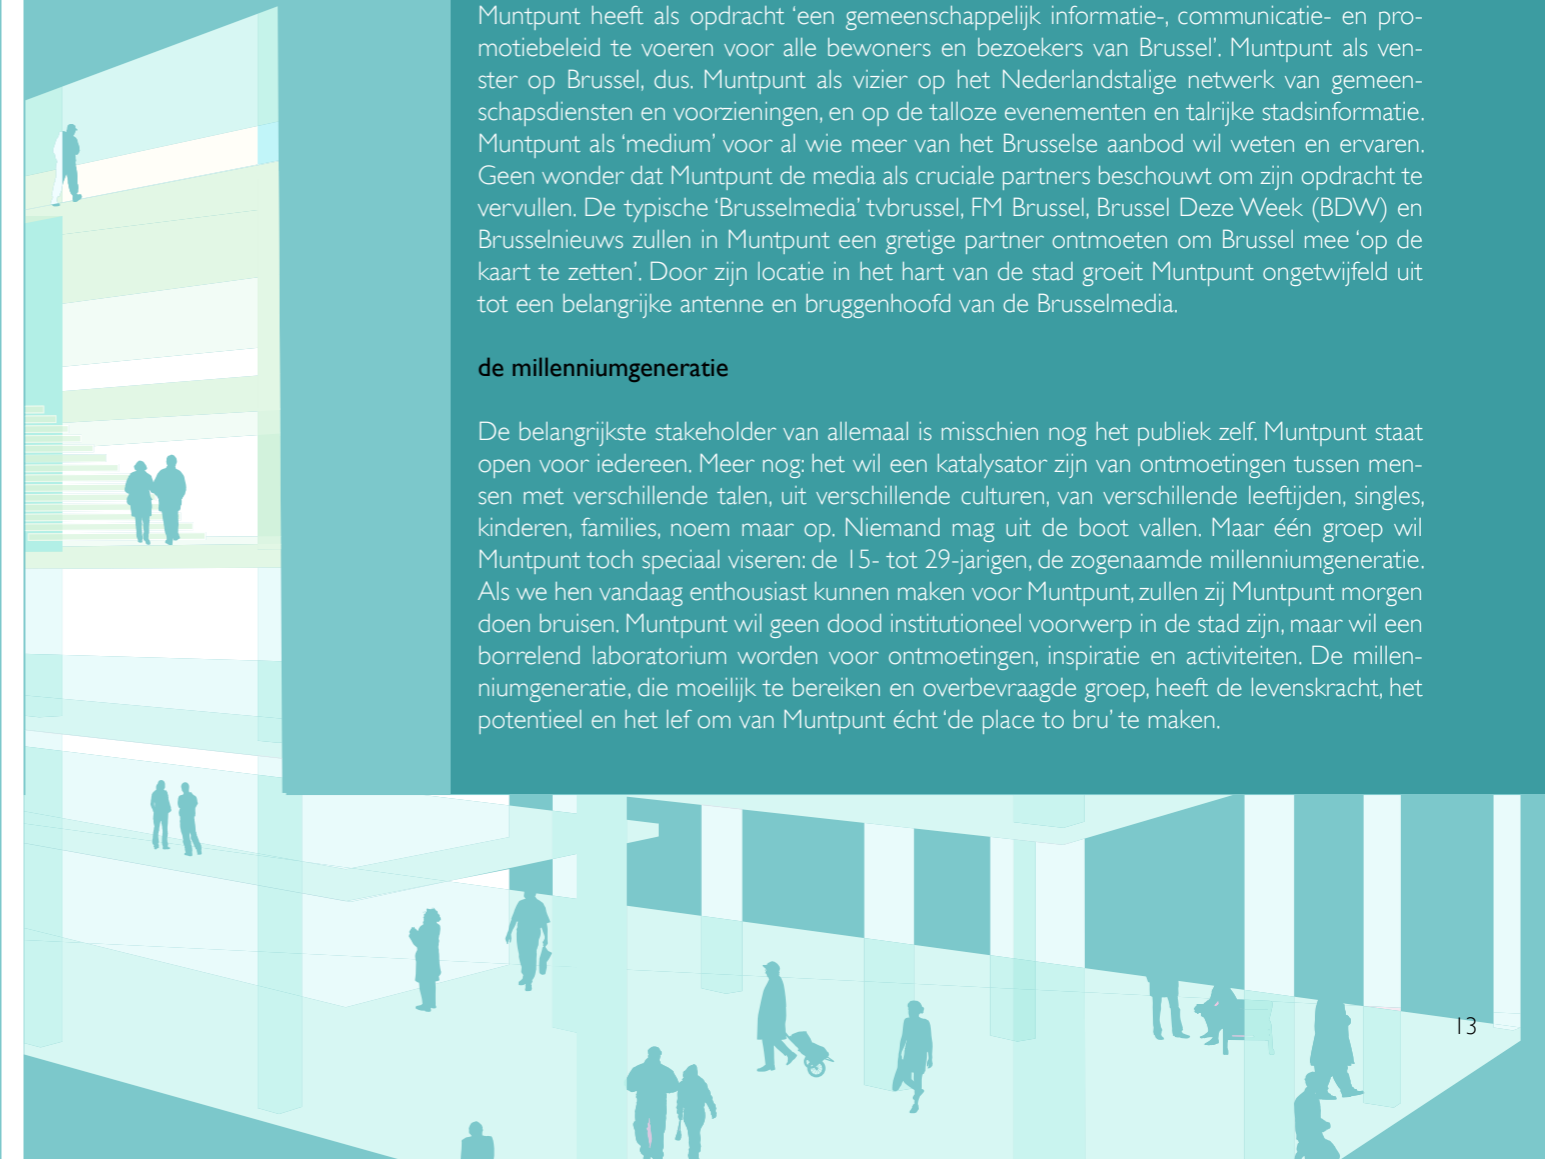 Muntpunt heeft als opdracht ‘een gemeenschappelijk informatie-, communicatie- en pro-
motiebeleid te voeren voor alle bewoners en bezoekers van Brussel’. Muntpunt als ven-
ster op Brussel, dus. Muntpunt als vizier op het Nederlandstalige netwerk van gemeen-
schapsdiensten en voorzieningen, en op de talloze evenementen en talrijke stadsinformatie.
Muntpunt als ‘medium’ voor al wie meer van het Brusselse aanbod wil weten en ervaren.
Geen wonder dat Muntpunt de media als cruciale partners beschouwt om zijn opdracht te
vervullen. De typische ‘Brusselmedia’ tvbrussel, FM Brussel, Brussel Deze Week (BDW) en
Brusselnieuws zullen in Muntpunt een gretige partner ontmoeten om Brussel mee ‘op de
kaart te zetten’. Door zijn locatie in het hart van de stad groeit Muntpunt ongetwijfeld uit
tot een belangrijke antenne en bruggenhoofd van de Brusselmedia.
de millenniumgeneratie
De belangrijkste stakeholder van allemaal is misschien nog het publiek zelf. Muntpunt staat
open voor iedereen. Meer nog: het wil een katalysator zijn van ontmoetingen tussen men-
sen met verschillende talen, uit verschillende culturen, van verschillende leeftijden, singles,
kinderen, families, noem maar op. Niemand mag uit de boot vallen. Maar één groep wil
Muntpunt toch speciaal viseren: de 15- tot 29-jarigen, de zogenaamde millenniumgeneratie.
Als we hen vandaag enthousiast kunnen maken voor Muntpunt, zullen zij Muntpunt morgen
doen bruisen. Muntpunt wil geen dood institutioneel voorwerp in de stad zijn, maar wil een
borrelend laboratorium worden voor ontmoetingen, inspiratie en activiteiten. De millen-
niumgeneratie, die moeilijk te bereiken en overbevraagde groep, heeft de levenskracht, het
potentieel en het lef om van Muntpunt écht ‘de place to bru’ te maken.
13